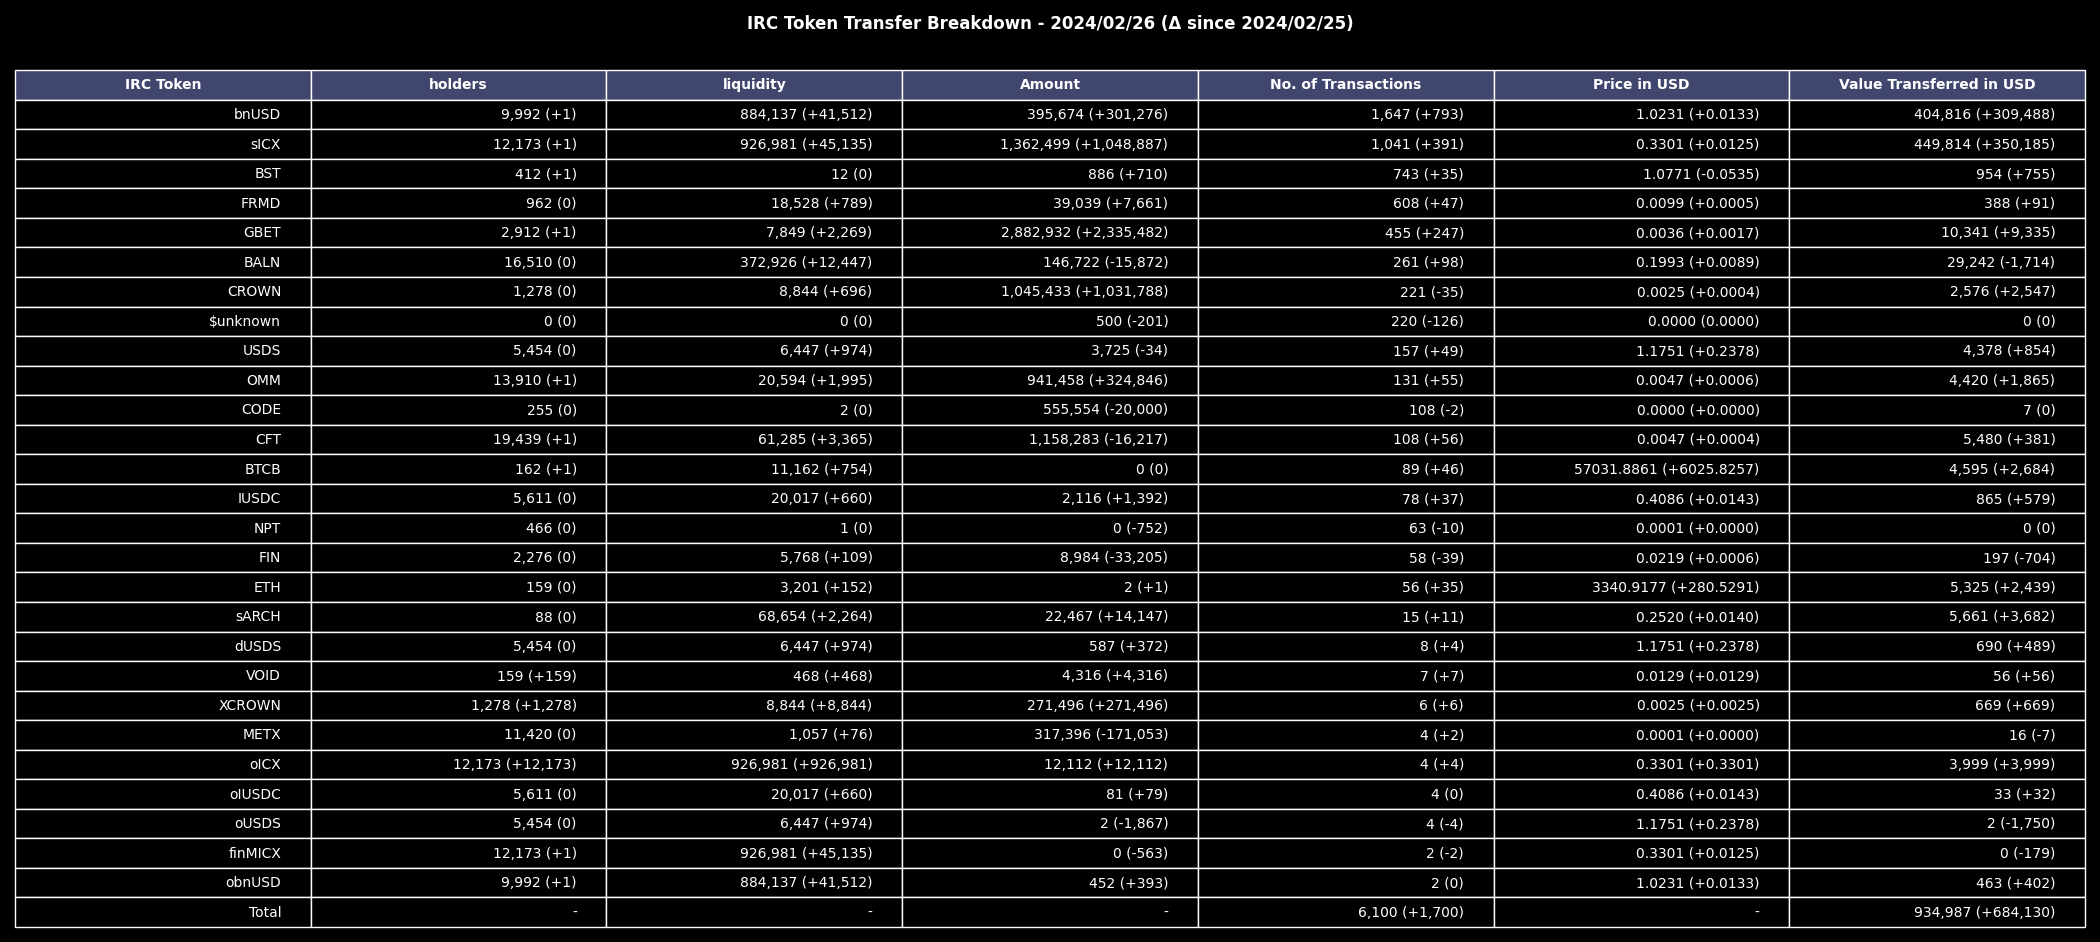 IRC Token Transfer Breakdown - 2024/02/26 (Δ since 2024/02/25)
IRC Token holders liquidity Amount No. of Transactions Price in USD Value Transferred in USD
bnUSD 9,992 (+1) 884,137 (+41,512) 395,674 (+301,276) 1,647 (+793) 1.0231 (+0.0133) 404,816 (+309,488)
sICX 12,173 (+1) 926,981 (+45,135) 1,362,499 (+1,048,887) 1,041 (+391) 0.3301 (+0.0125) 449,814 (+350,185)
BST 412 (+1) 12 (0) 886 (+710) 743 (+35) 1.0771 (-0.0535) 954 (+755)
FRMD 962 (0) 18,528 (+789) 39,039 (+7,661) 608 (+47) 0.0099 (+0.0005) 388 (+91)
GBET 2,912 (+1) 7,849 (+2,269) 2,882,932 (+2,335,482) 455 (+247) 0.0036 (+0.0017) 10,341 (+9,335)
BALN 16,510 (0) 372,926 (+12,447) 146,722 (-15,872) 261 (+98) 0.1993 (+0.0089) 29,242 (-1,714)
CROWN 1,278 (0) 8,844 (+696) 1,045,433 (+1,031,788) 221 (-35) 0.0025 (+0.0004) 2,576 (+2,547)
$unknown 0 (0) 0 (0) 500 (-201) 220 (-126) 0.0000 (0.0000) 0 (0)
USDS 5,454 (0) 6,447 (+974) 3,725 (-34) 157 (+49) 1.1751 (+0.2378) 4,378 (+854)
OMM 13,910 (+1) 20,594 (+1,995) 941,458 (+324,846) 131 (+55) 0.0047 (+0.0006) 4,420 (+1,865)
CODE 255 (0) 2 (0) 555,554 (-20,000) 108 (-2) 0.0000 (+0.0000) 7 (0)
CFT 19,439 (+1) 61,285 (+3,365) 1,158,283 (-16,217) 108 (+56) 0.0047 (+0.0004) 5,480 (+381)
BTCB 162 (+1) 11,162 (+754) 0 (0) 89 (+46) 57031.8861 (+6025.8257) 4,595 (+2,684)
IUSDC 5,611 (0) 20,017 (+660) 2,116 (+1,392) 78 (+37) 0.4086 (+0.0143) 865 (+579)
NPT 466 (0) 1 (0) 0 (-752) 63 (-10) 0.0001 (+0.0000) 0 (0)
FIN 2,276 (0) 5,768 (+109) 8,984 (-33,205) 58 (-39) 0.0219 (+0.0006) 197 (-704)
ETH 159 (0) 3,201 (+152) 2 (+1) 56 (+35) 3340.9177 (+280.5291) 5,325 (+2,439)
sARCH 88 (0) 68,654 (+2,264) 22,467 (+14,147) 15 (+11) 0.2520 (+0.0140) 5,661 (+3,682)
dUSDS 5,454 (0) 6,447 (+974) 587 (+372) 8 (+4) 1.1751 (+0.2378) 690 (+489)
VOID 159 (+159) 468 (+468) 4,316 (+4,316) 7 (+7) 0.0129 (+0.0129) 56 (+56)
XCROWN 1,278 (+1,278) 8,844 (+8,844) 271,496 (+271,496) 6 (+6) 0.0025 (+0.0025) 669 (+669)
METX 11,420 (0) 1,057 (+76) 317,396 (-171,053) 4 (+2) 0.0001 (+0.0000) 16 (-7)
oICX 12,173 (+12,173) 926,981 (+926,981) 12,112 (+12,112) 4 (+4) 0.3301 (+0.3301) 3,999 (+3,999)
oIUSDC 5,611 (0) 20,017 (+660) 81 (+79) 4 (0) 0.4086 (+0.0143) 33 (+32)
oUSDS 5,454 (0) 6,447 (+974) 2 (-1,867) 4 (-4) 1.1751 (+0.2378) 2 (-1,750)
finMICX 12,173 (+1) 926,981 (+45,135) 0 (-563) 2 (-2) 0.3301 (+0.0125) 0 (-179)
obnUSD 9,992 (+1) 884,137 (+41,512) 452 (+393) 2 (0) 1.0231 (+0.0133) 463 (+402)
Total - - - 6,100 (+1,700) - 934,987 (+684,130)